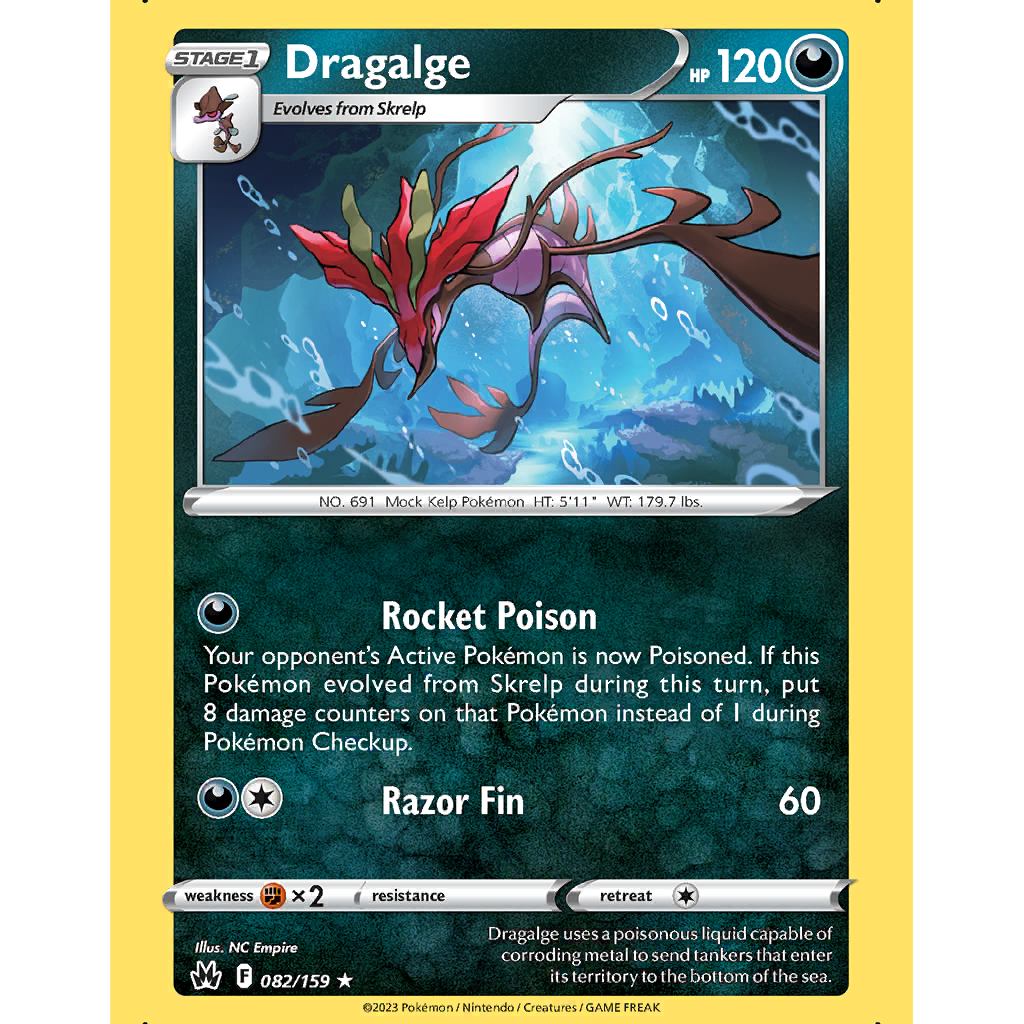 STAGE1
Dragalge
HP 120
Evolves from Skrelp
NO. 691 Mock Kelp Pokémon HT: 5'11" WT: 179.7 lbs.
Rocket Poison
Your opponent's Active Pokémon is now Poisoned. If this
Pokémon evolved from Skrelp during this turn, put
8 damage counters on that Pokémon instead of 1 during
Pokémon Checkup.
Razor Fin 60
weakness ×2 resistance retreat
Dragalge uses a poisonous liquid capable of
corroding metal to send tankers that enter
its territory to the bottom of the sea.
Illus. NC Empire
F 082/159 ★
©2023 Pokémon / Nintendo / Creatures / GAME FREAK